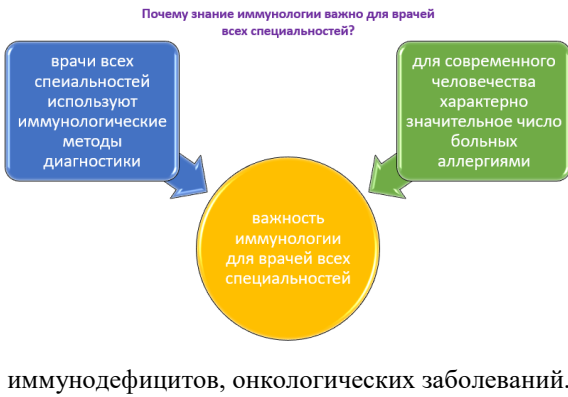 Почему знание иммунологии важно для врачей
всех специальностей?
врачи всех
спеиальностей
используют
иммунологические
методы
диагностики
для современного
человечества
характерно
значительное число
больных
аллергиями
важность
иммунологии
для врачей всех
специальностей
иммунодефицитов, онкологических заболеваний.